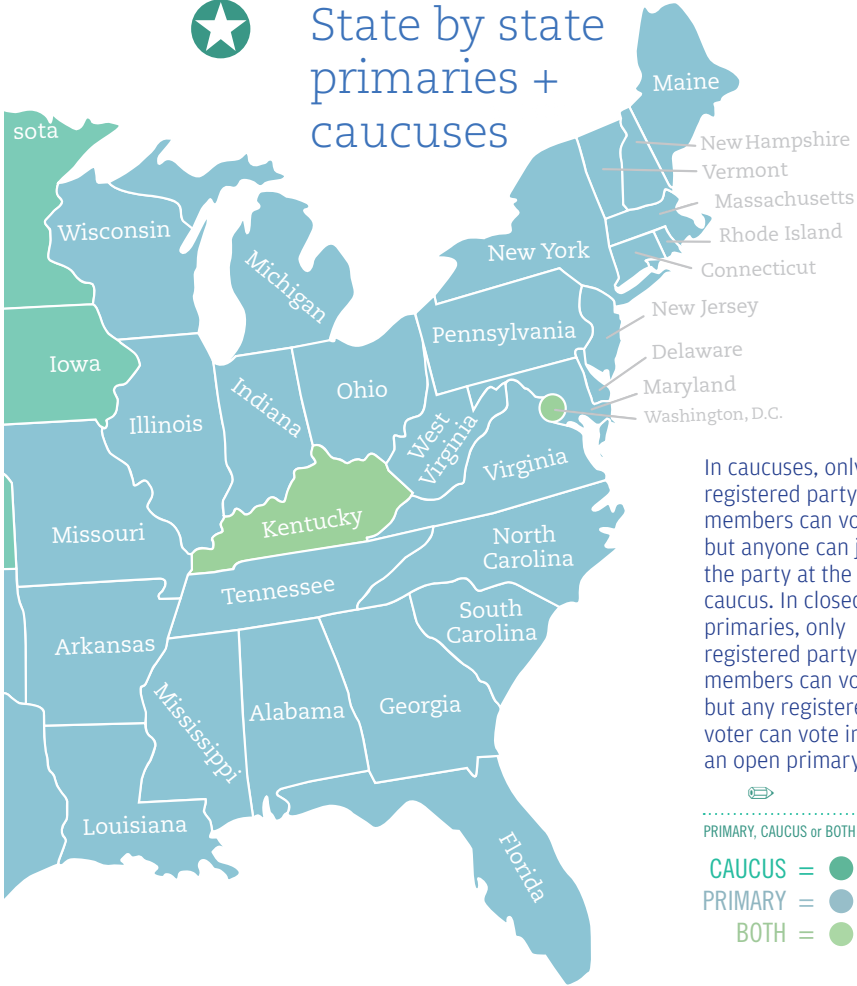 State by state
primaries +
caucuses
Maine
sota
New Hampshire
Vermont
Massachusetts
Wisconsin
Rhode Island
New York
Michigan
Connecticut
New Jersey
Pennsylvania
Delaware
Iowa
Ohio
Maryland
Indiana
Washington, D.C.
Illinois
West
Virginia
Virginia
In caucuses, only
registered party
members can vo
but anyone can j
the party at the
caucus. In closed
primaries, only
registered party
members can vo
but any registere
voter can vote in
an open primary
Kentucky
Missouri
North
Carolina
Tennessee
South
Carolina
Arkansas
Mississippi
Alabama
Georgia
Louisiana
Florida
PRIMARY, CAUCUS or BOTH
CAUCUS =
PRIMARY =
BOTH =